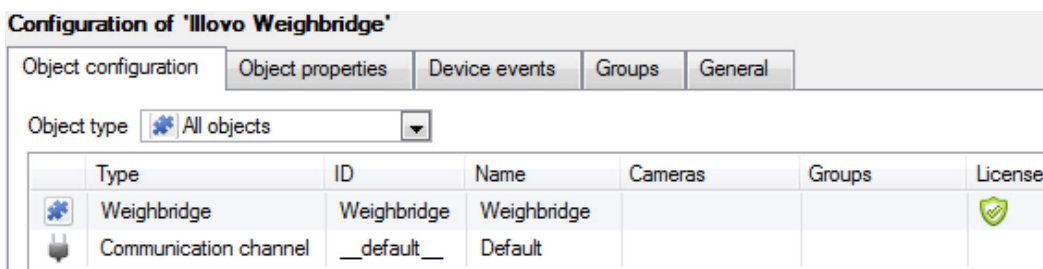 Configuration of 'Illovo Weighbridge'
Object configuration Object properties Device events Groups General
Object type All objects
Type ID Name Cameras Groups License
Weighbridge Weighbridge Weighbridge
Communication channel __default__ Default